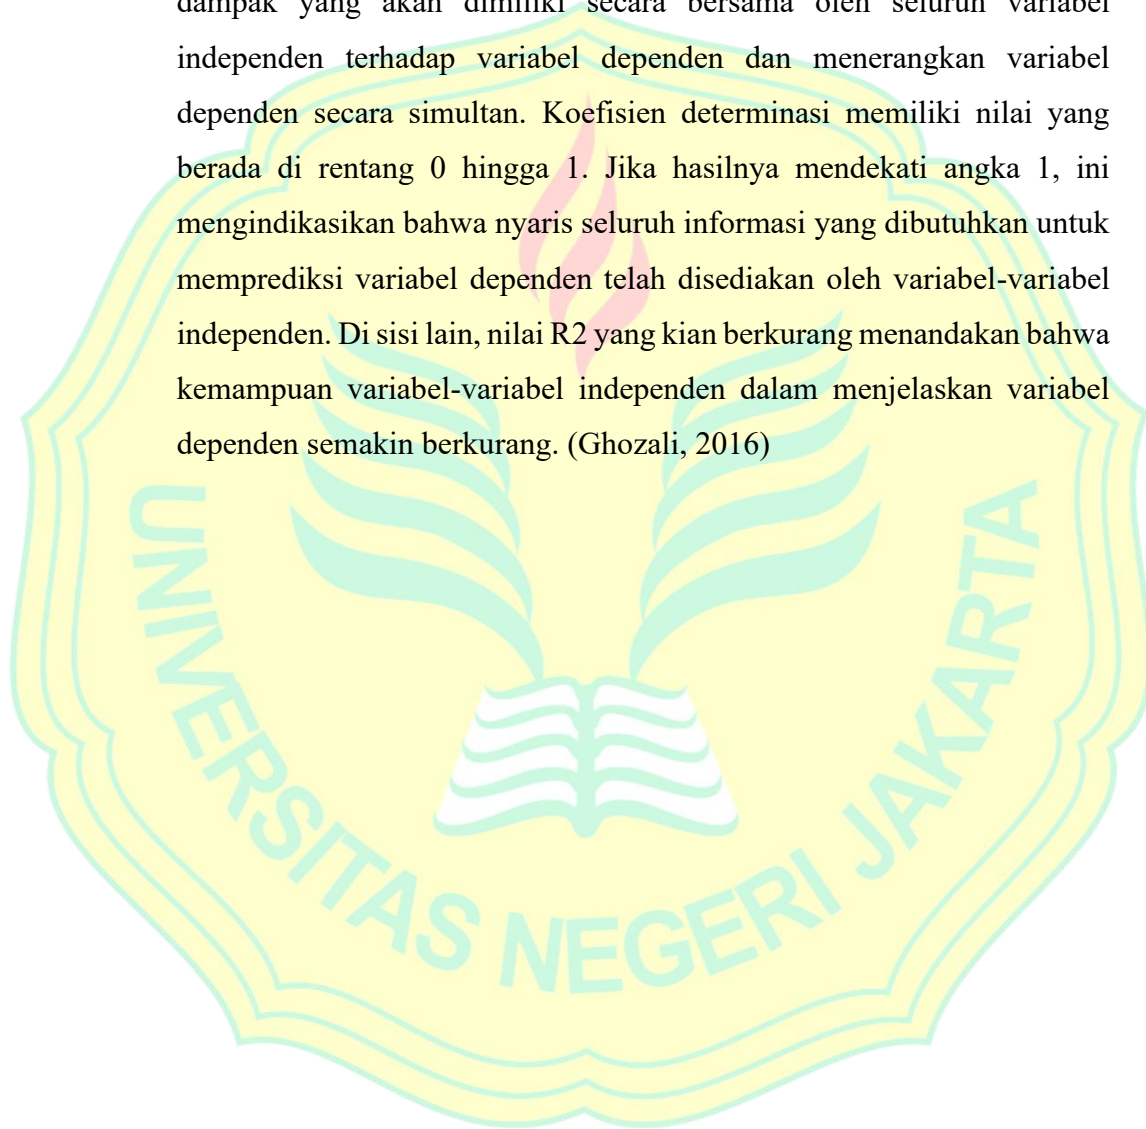 dampak yang akan dimiliki secara bersama oleh seluruh variabel
independen terhadap variabel dependen dan menerangkan variabel
dependen secara simultan. Koefisien determinasi memiliki nilai yang
berada di rentang 0 hingga 1. Jika hasilnya mendekati angka 1, ini
mengindikasikan bahwa nyaris seluruh informasi yang dibutuhkan untuk
memprediksi variabel dependen telah disediakan oleh variabel-variabel
independen. Di sisi lain, nilai R2 yang kian berkurang menandakan bahwa
kemampuan variabel-variabel independen dalam menjelaskan variabel
dependen semakin berkurang. (Ghozali, 2016)
UNIVERSITAS NEGERI JAKARTA